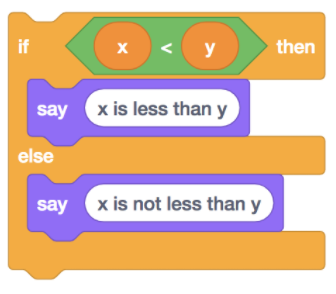 if x < y then
say x is less than y
else
say x is not less than y